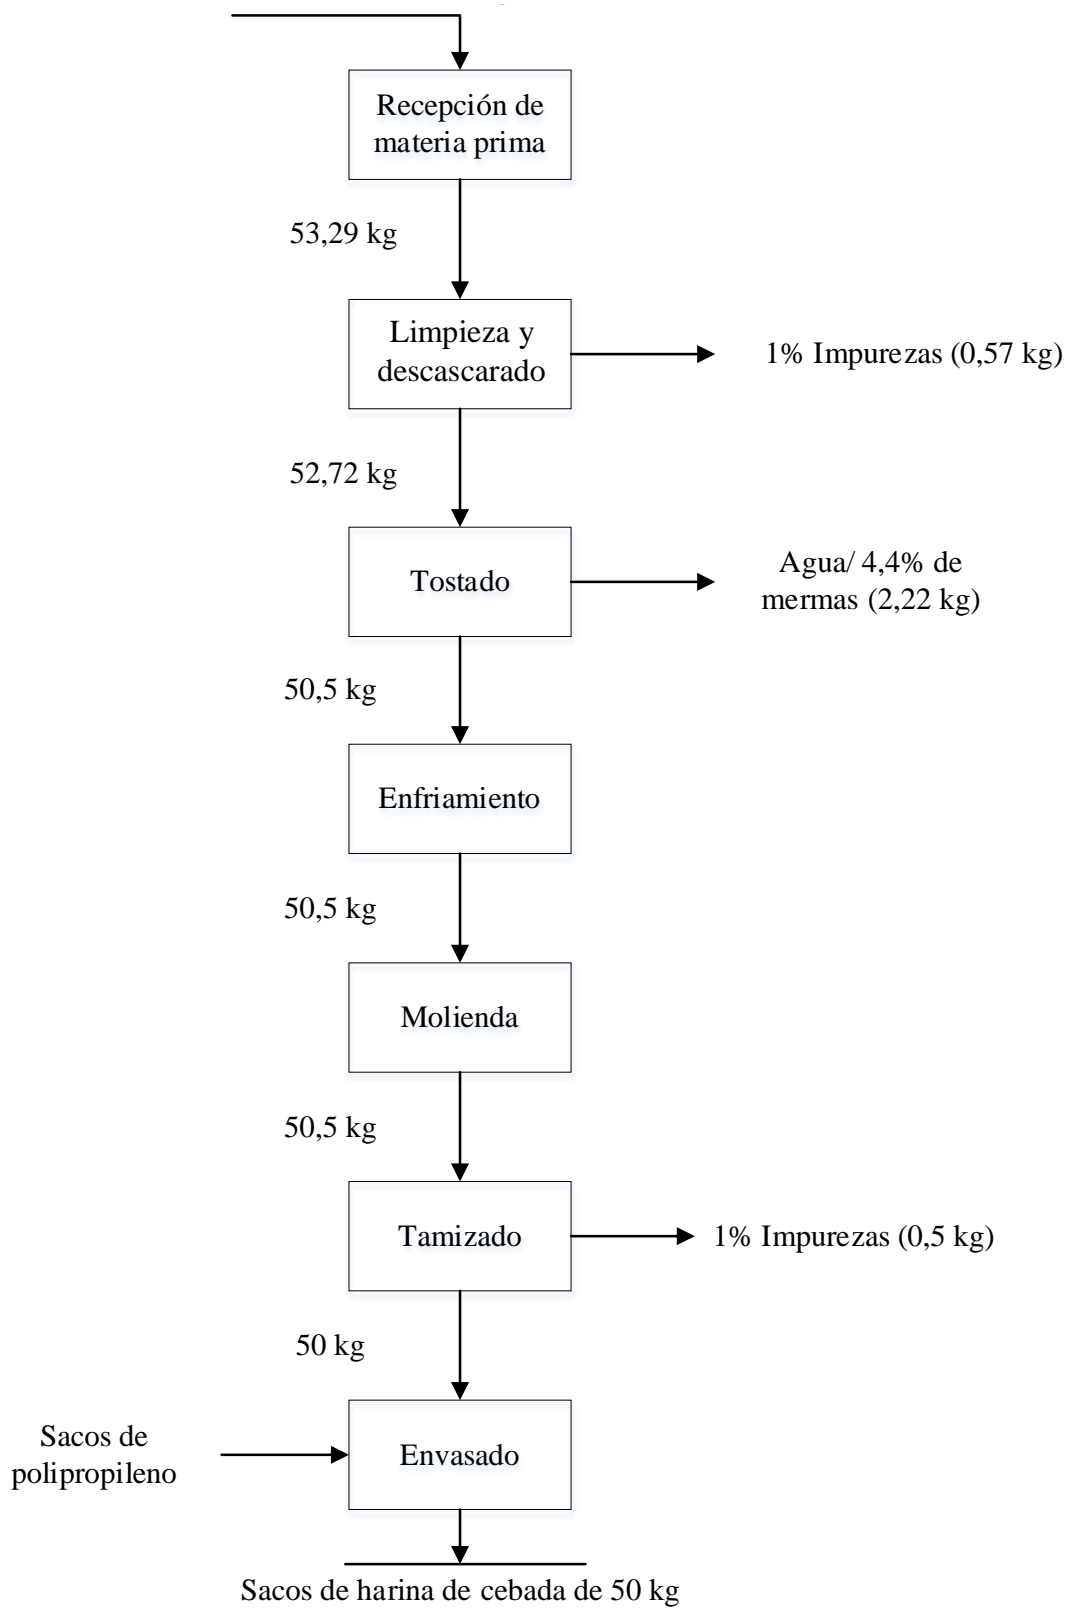 Recepción de
materia prima
53,29 kg
Limpieza y
descascarado
1% Impurezas (0,57 kg)
52,72 kg
Tostado
Agua/ 4,4% de
mermas (2,22 kg)
50,5 kg
Enfriamiento
50,5 kg
Molienda
50,5 kg
Tamizado
1% Impurezas (0,5 kg)
50 kg
Sacos de
polipropileno
Envasado
Sacos de harina de cebada de 50 kg